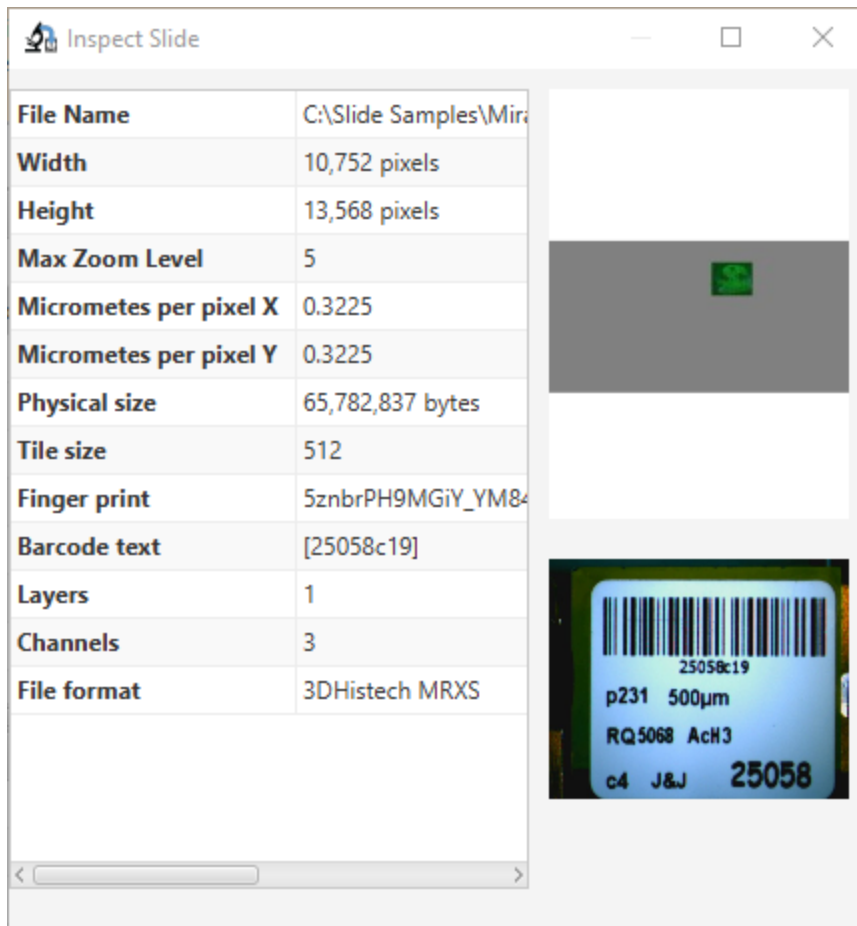 Inspect Slide
File Name C:\Slide Samples\Mira
Width 10,752 pixels
Height 13,568 pixels
Max Zoom Level 5
Micrometes per pixel X 0.3225
Micrometes per pixel Y 0.3225
Physical size 65,782,837 bytes
Tile size 512
Finger print 5znbrPH9MGiY_YM84
Barcode text [25058c19]
Layers 1
Channels 3
File format 3DHistech MRXS
25058c19
p231 500µm
RQ5068 AcH3
c4 J&J 25058